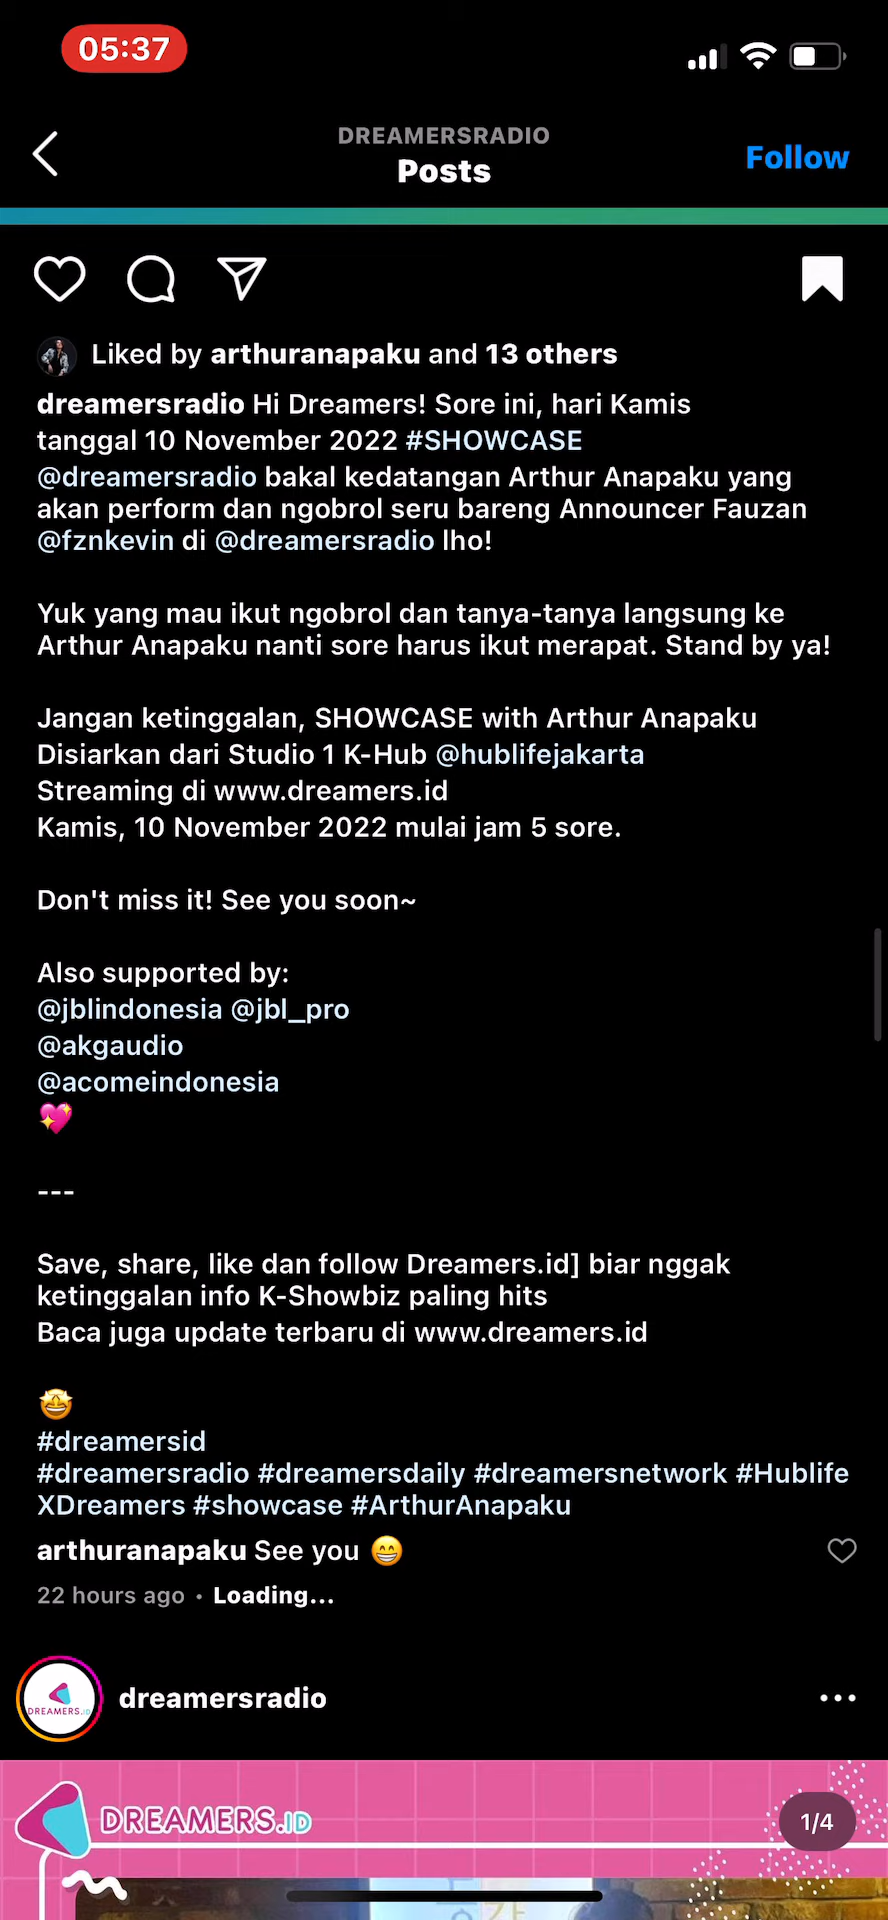 05:37
DREAMERSRADIO
Posts
Follow
Liked by arthuranapaku and 13 others
dreamersradio Hi Dreamers! Sore ini, hari Kamis
tanggal 10 November 2022 #SHOWCASE
@dreamersradio bakal kedatangan Arthur Anapaku yang
akan perform dan ngobrol seru bareng Announcer Fauzan
@fznkevin di @dreamersradio lho!
Yuk yang mau ikut ngobrol dan tanya-tanya langsung ke
Arthur Anapaku nanti sore harus ikut merapat. Stand by ya!
Jangan ketinggalan, SHOWCASE with Arthur Anapaku
Disiarkan dari Studio 1 K-Hub @hublifejakarta
Streaming di www.dreamers.id
Kamis, 10 November 2022 mulai jam 5 sore.
Don't miss it! See you soon~
Also supported by:
@jblindonesia @jbl_pro
@akgaudio
@acomeindonesia
💖
---
Save, share, like dan follow Dreamers.id] biar nggak
ketinggalan info K-Showbiz paling hits
Baca juga update terbaru di www.dreamers.id
🤩
#dreamersid
#dreamersradio #dreamersdaily #dreamersnetwork #Hublife
XDreamers #showcase #ArthurAnapaku
arthuranapaku See you 😁
22 hours ago • Loading...
DREAMERS.ID
dreamersradio
DREAMERS.ID
1/4